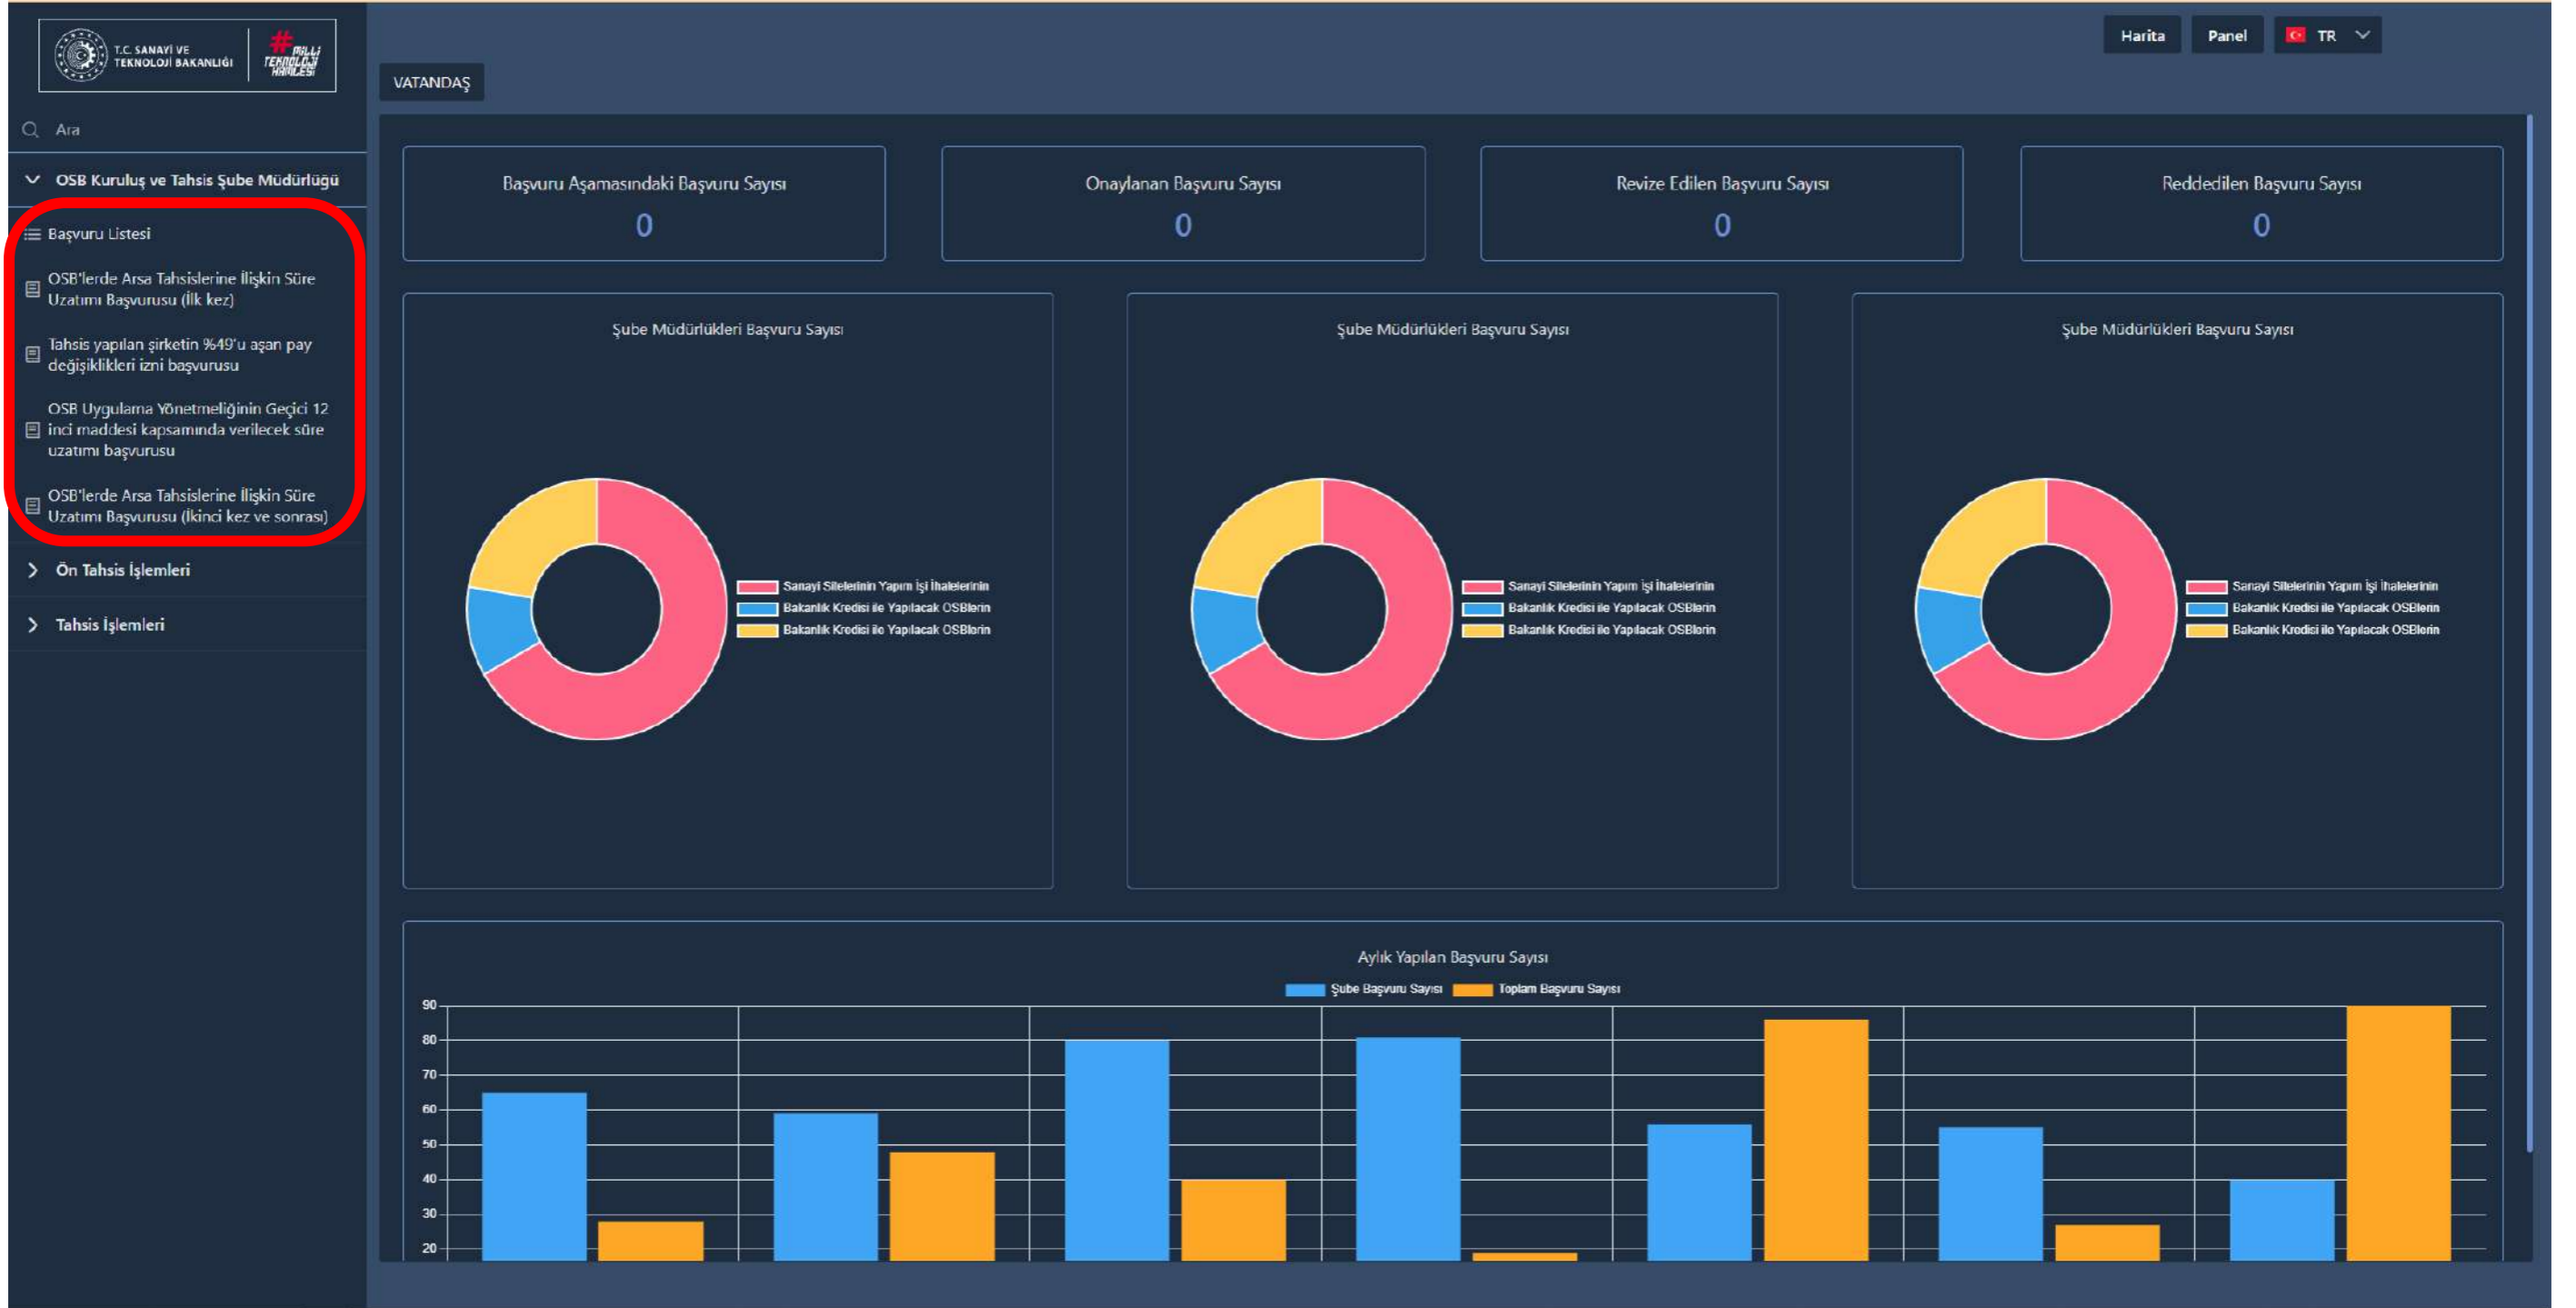 T.C. SANAYİ VE
TEKNOLOJİ BAKANLIĞI
#MİLLİ
TEKNOLOJİ
HAMLESİ
Harita
Panel
TR
VATANDAŞ
Ara
OSB Kuruluş ve Tahsis Şube Müdürlüğü
Başvuru Listesi
OSB'lerde Arsa Tahsislerine İlişkin Süre
Uzatımı Başvurusu (İlk kez)
Tahsis yapılan şirketin %49'u aşan pay
değişiklikleri izni başvurusu
OSB Uygulama Yönetmeliğinin Geçici 12
inci maddesi kapsamında verilecek süre
uzatımı başvurusu
OSB'lerde Arsa Tahsislerine İlişkin Süre
Uzatımı Başvurusu (İkinci kez ve sonrası)
Ön Tahsis İşlemleri
Tahsis İşlemleri
Başvuru Aşamasındaki Başvuru Sayısı
0
Onaylanan Başvuru Sayısı
0
Revize Edilen Başvuru Sayısı
0
Reddedilen Başvuru Sayısı
0
Şube Müdürlükleri Başvuru Sayısı
Sanayi Sitelerinin Yapım İşi İhalelerinin
Bakanlık Kredisi ile Yapılacak OSBlerin
Bakanlık Kredisi ile Yapılacak OSBlerin
Şube Müdürlükleri Başvuru Sayısı
Sanayi Sitelerinin Yapım İşi İhalelerinin
Bakanlık Kredisi ile Yapılacak OSBlerin
Bakanlık Kredisi ile Yapılacak OSBlerin
Şube Müdürlükleri Başvuru Sayısı
Sanayi Sitelerinin Yapım İşi İhalelerinin
Bakanlık Kredisi ile Yapılacak OSBlerin
Bakanlık Kredisi ile Yapılacak OSBlerin
Aylık Yapılan Başvuru Sayısı
Şube Başvuru Sayısı
Toplam Başvuru Sayısı
90
80
70
60
50
40
30
20